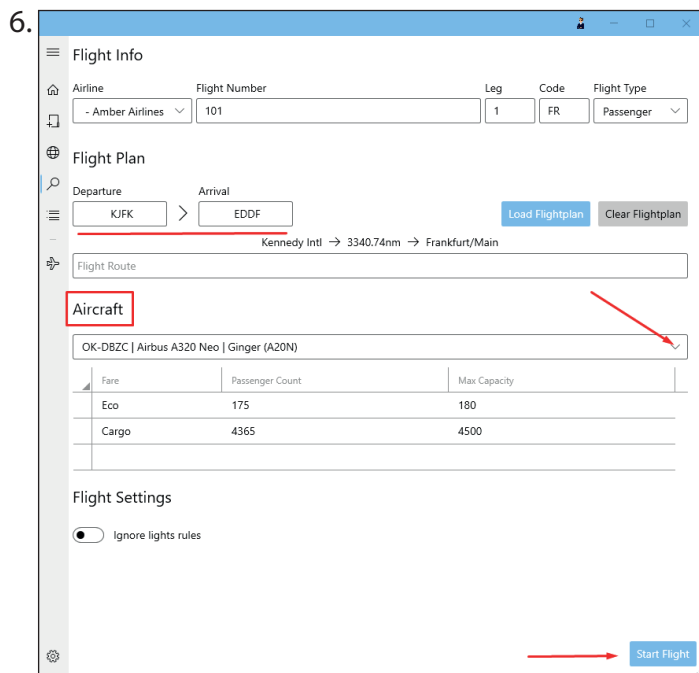 6.
Flight Info
Airline Flight Number Leg Code Flight Type
- Amber Airlines 101 1 FR Passenger
Flight Plan
Departure Arrival
KJFK > EDDF Load Flightplan Clear Flightplan
Kennedy Intl → 3340.74nm → Frankfurt/Main
Flight Route
Aircraft
OK-DBZC | Airbus A320 Neo | Ginger (A20N)
Fare Passenger Count Max Capacity
Eco 175 180
Cargo 4365 4500
Flight Settings
Ignore lights rules
Start Flight